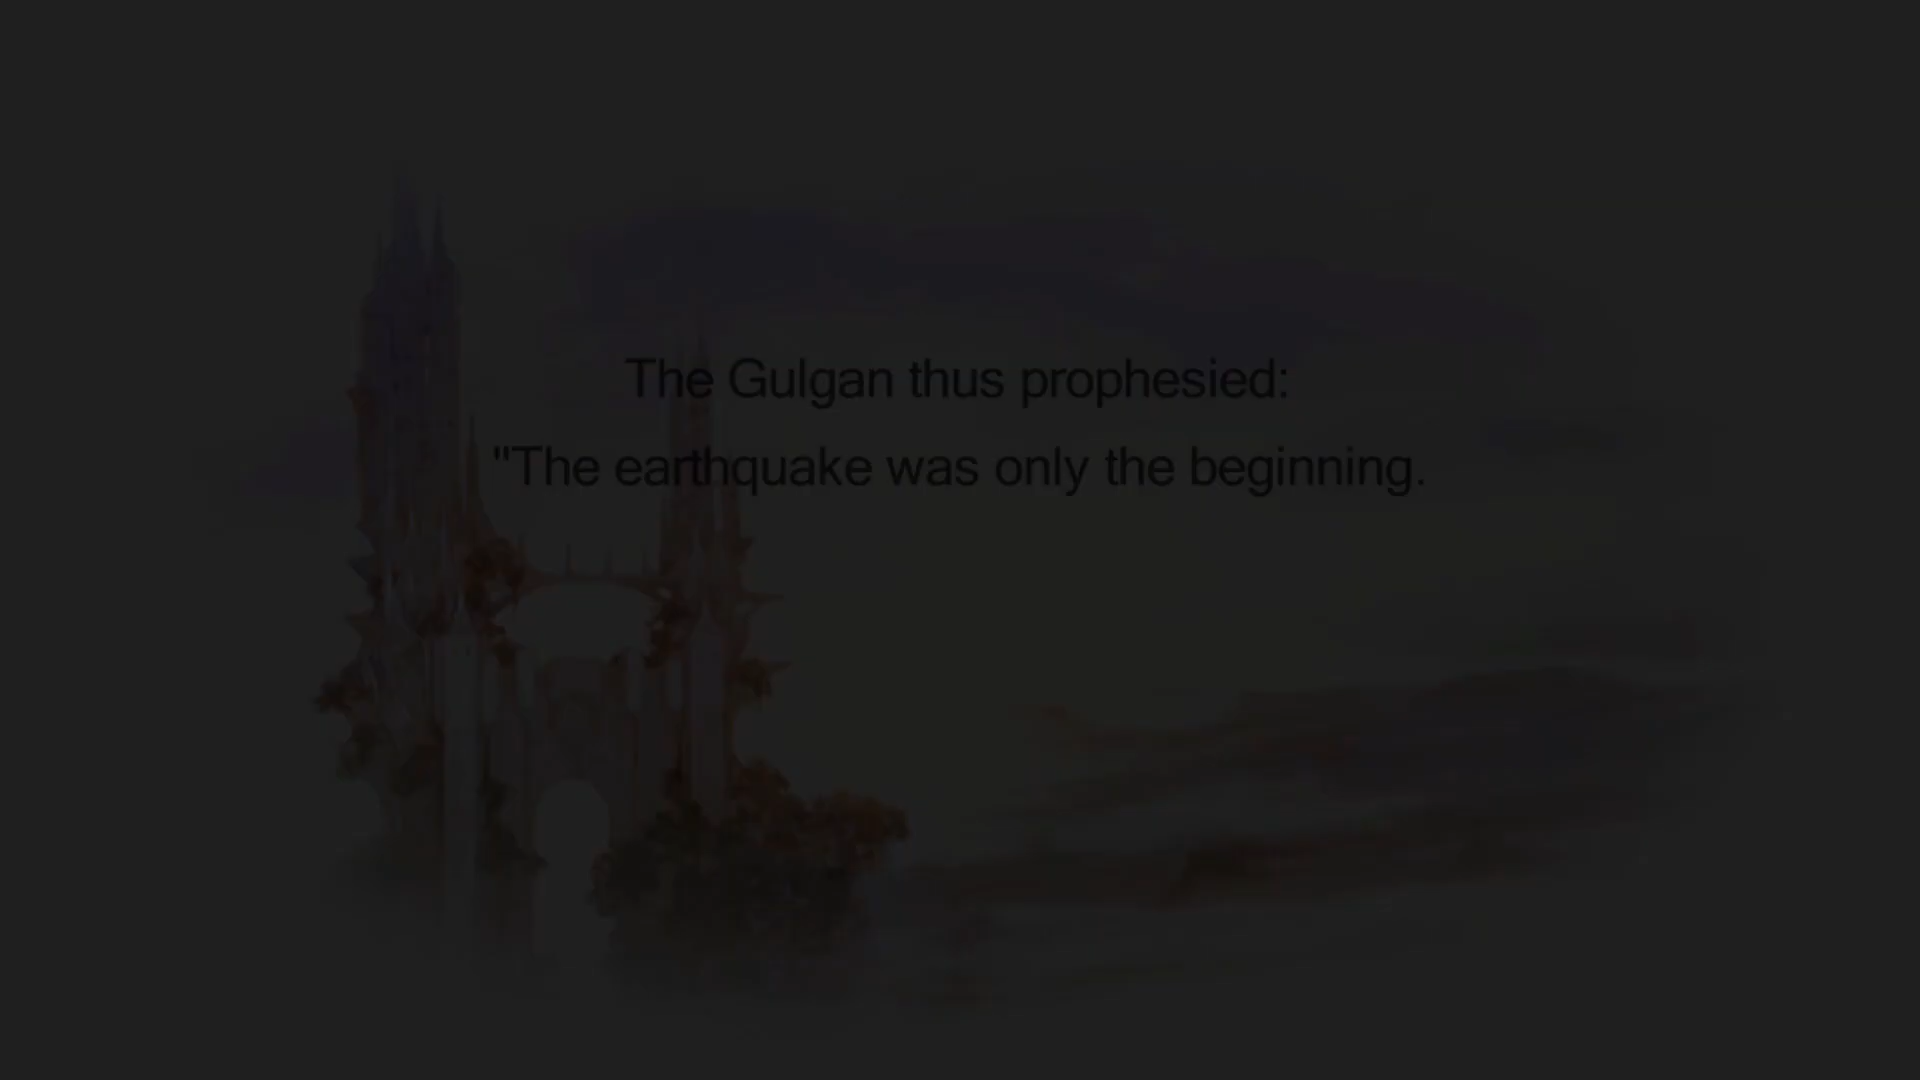 The Gulgan thus prophesied:
"The earthquake was only the beginning.